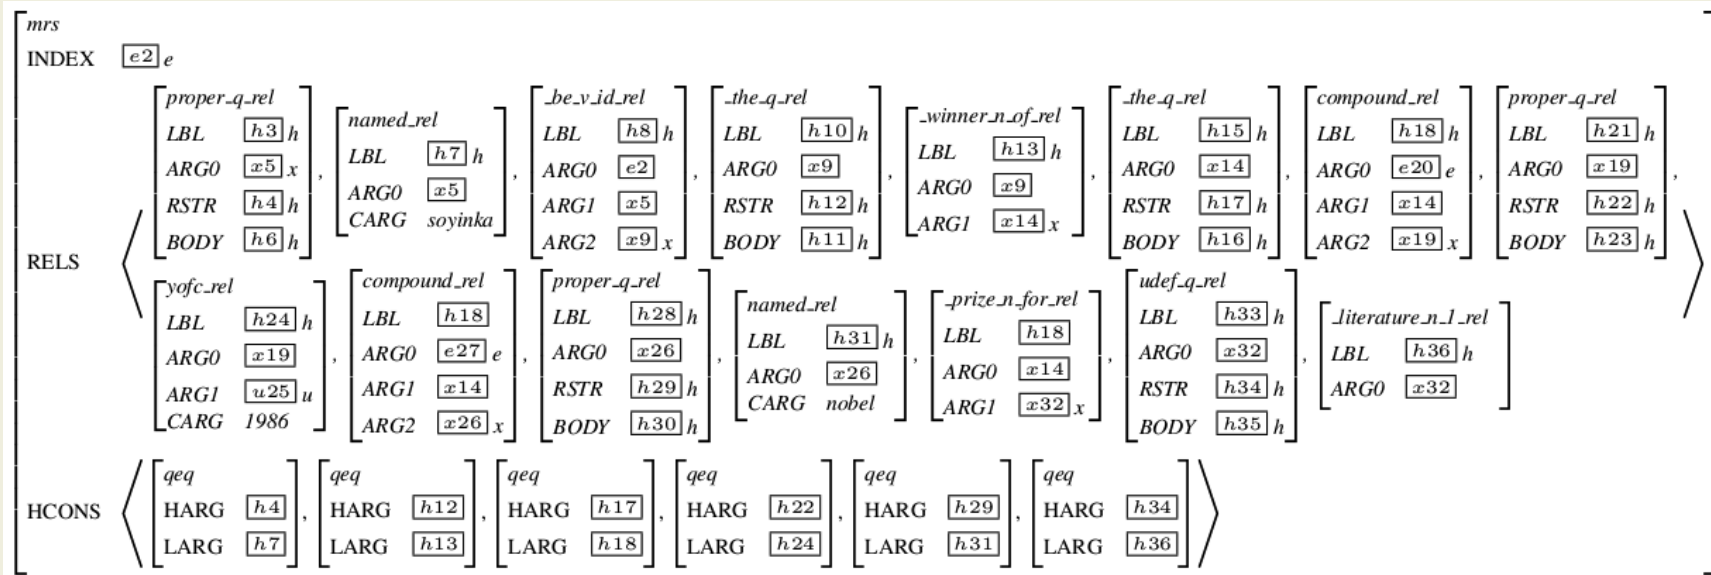 mrs
INDEX e2 e
proper_q_rel _be_v_id_rel _the_q_rel _the_q_rel compound_rel proper_q_rel
named_rel _winner_n_of_rel
LBL h3 h LBL h8 h LBL h10 h LBL h15 h LBL h18 h LBL h21 h
LBL h7 h LBL h13 h
ARG0 x5 x , ARG0 e2 , ARG0 x9 , ARG0 x14 , ARG0 e20 e , ARG0 x19 ,
ARG0 x5 , ARG0 x9 ,
RSTR h4 h ARG1 x5 RSTR h12 h RSTR h17 h ARG1 x14 RSTR h22 h
CARG soyinka ARG1 x14 x
BODY h6 h ARG2 x9 x BODY h11 h BODY h16 h ARG2 x19 x BODY h23 h
RELS
yofc_rel compound_rel proper_q_rel named_rel _prize_n_for_rel udef_q_rel _literature_n_1_rel
LBL h24 h LBL h18 LBL h28 h LBL h31 h LBL h18 LBL h33 h LBL h36 h
ARG0 x19 , ARG0 e27 e , ARG0 x26 , ARG0 x26 , ARG0 x14 , ARG0 x32 , ARG0 x32
ARG1 u25 u ARG1 x14 RSTR h29 h CARG nobel ARG1 x32 x RSTR h34 h
CARG 1986 ARG2 x26 x BODY h30 h BODY h35 h
qeq qeq qeq qeq qeq qeq
HCONS HARG h4 , HARG h12 , HARG h17 , HARG h22 , HARG h29 , HARG h34
LARG h7 LARG h13 LARG h18 LARG h24 LARG h31 LARG h36